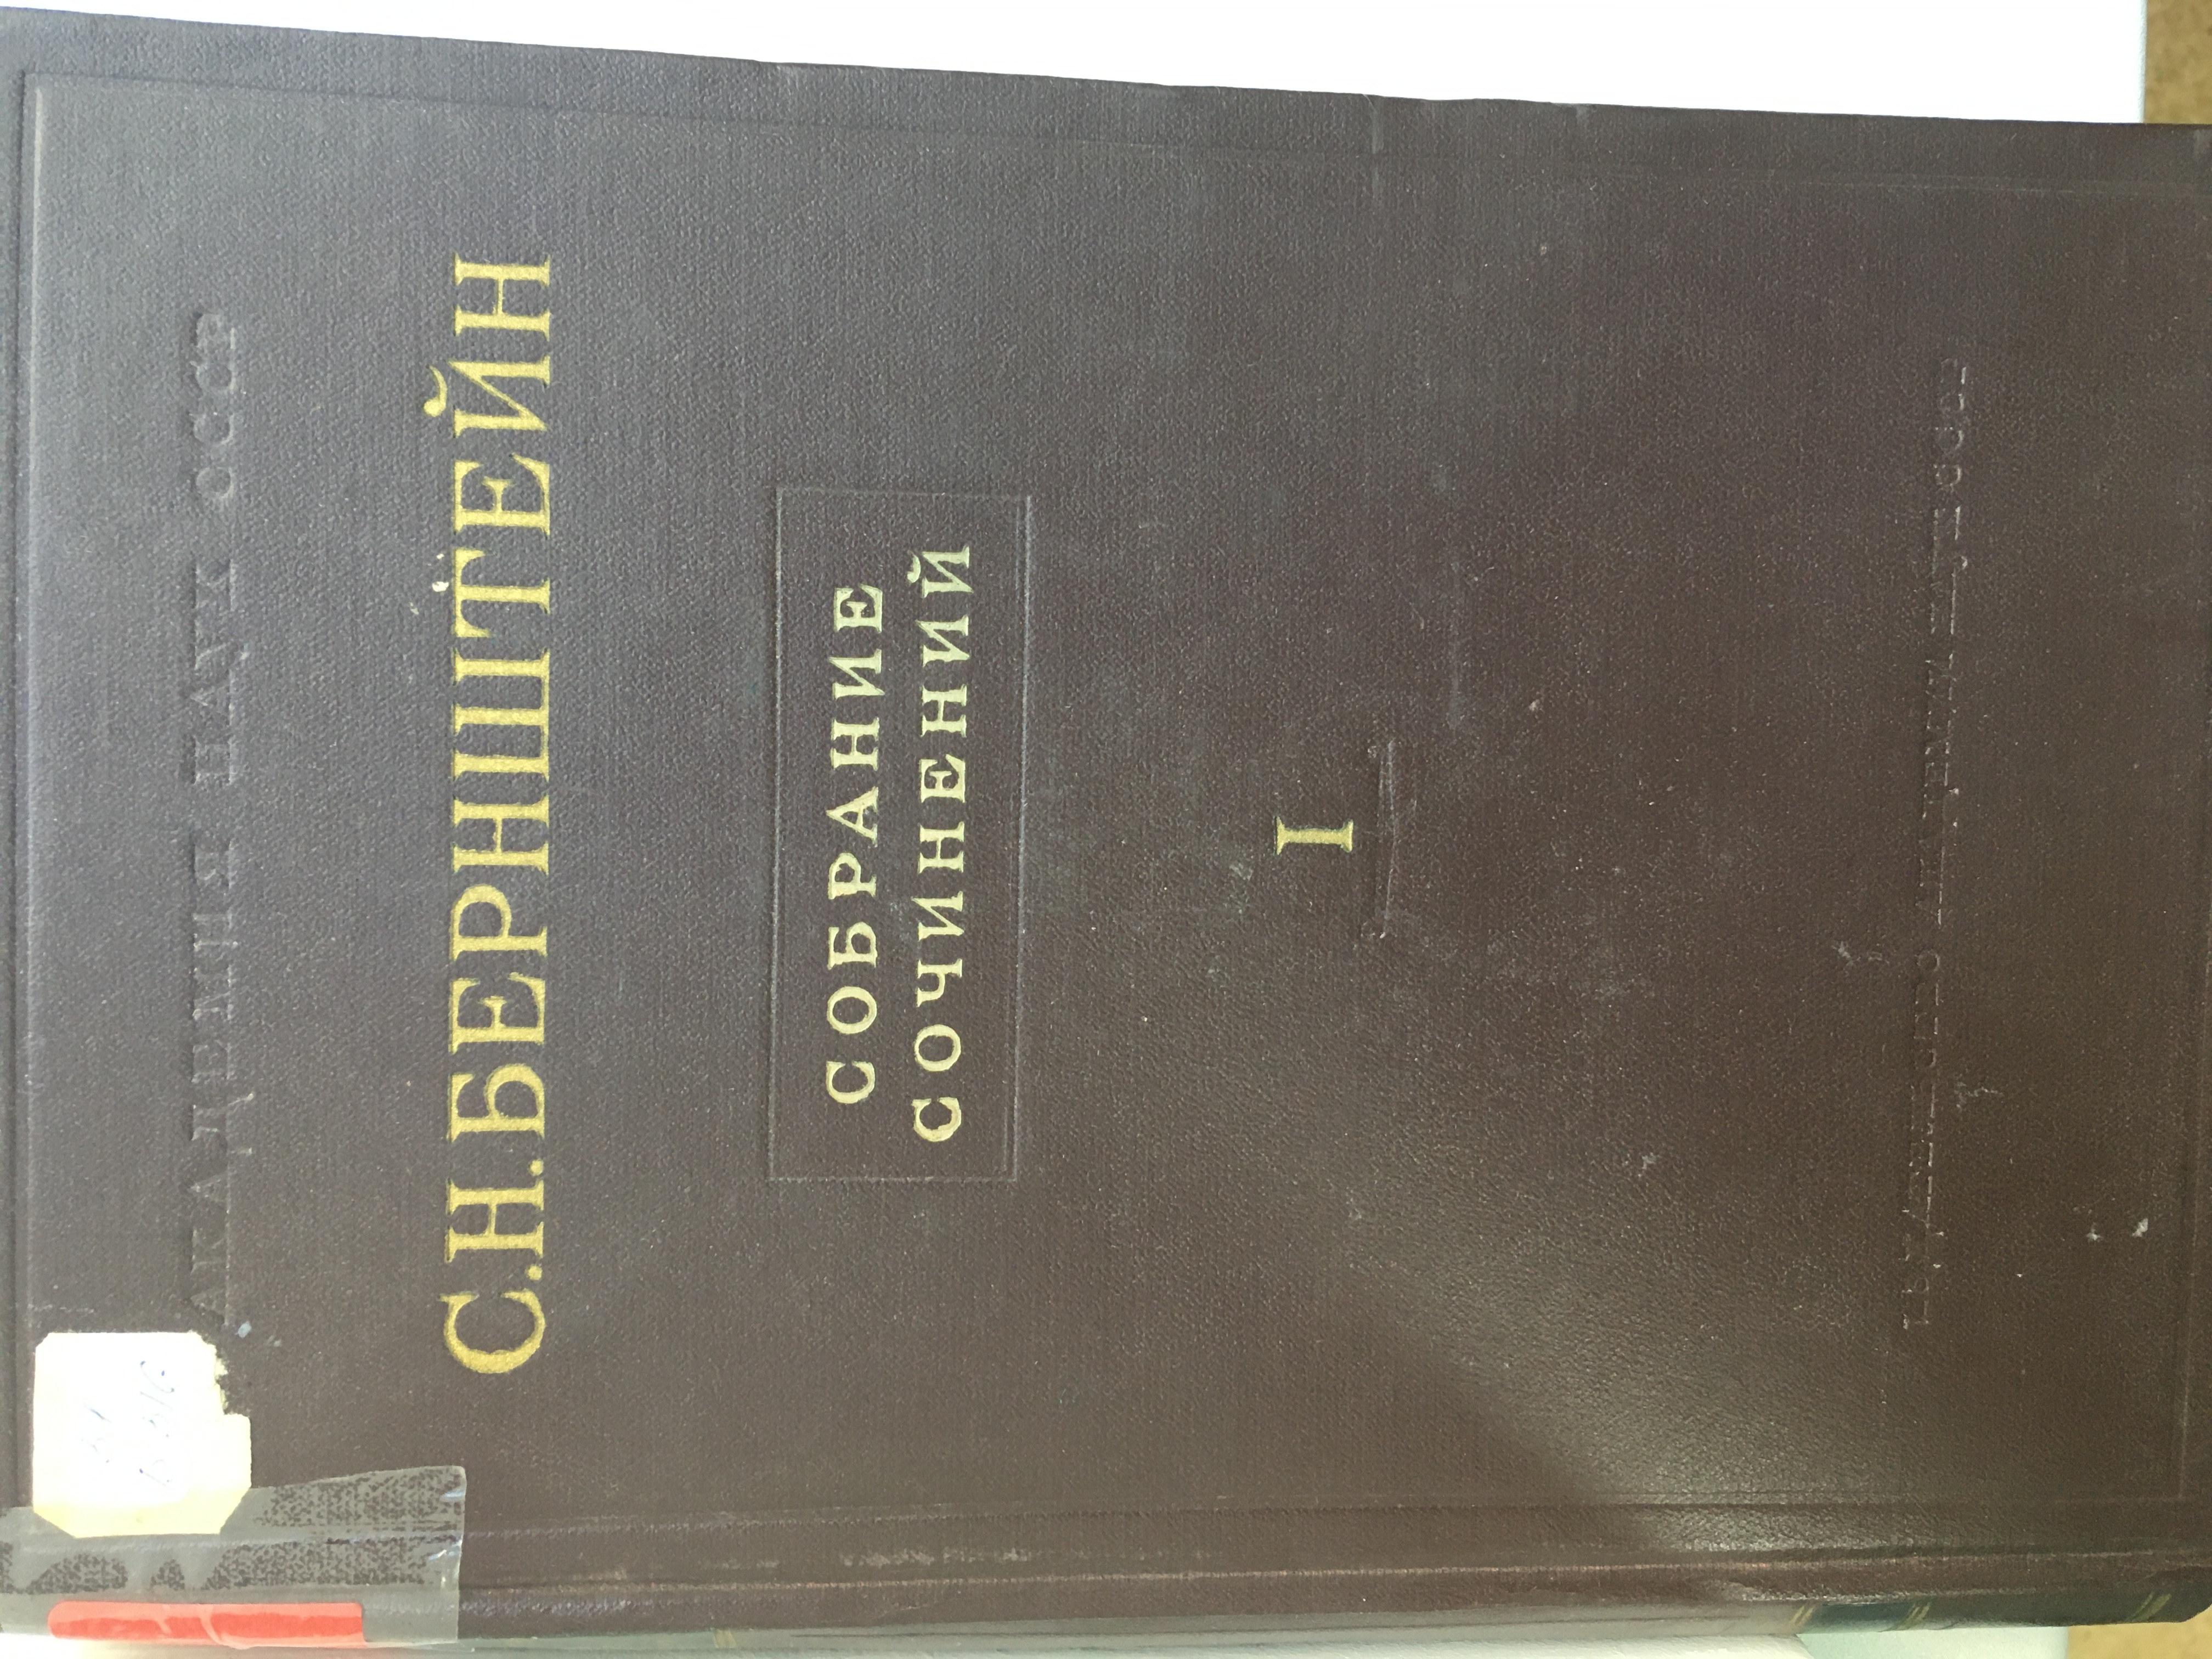 АКАДЕМИЯ НАУК СССР
С.Н.БЕРНШТЕЙН
СОБРАНИЕ
СОЧИНЕНИЙ
I
ИЗДАТЕЛЬСТВО АКАДЕМИИ НАУК СССР